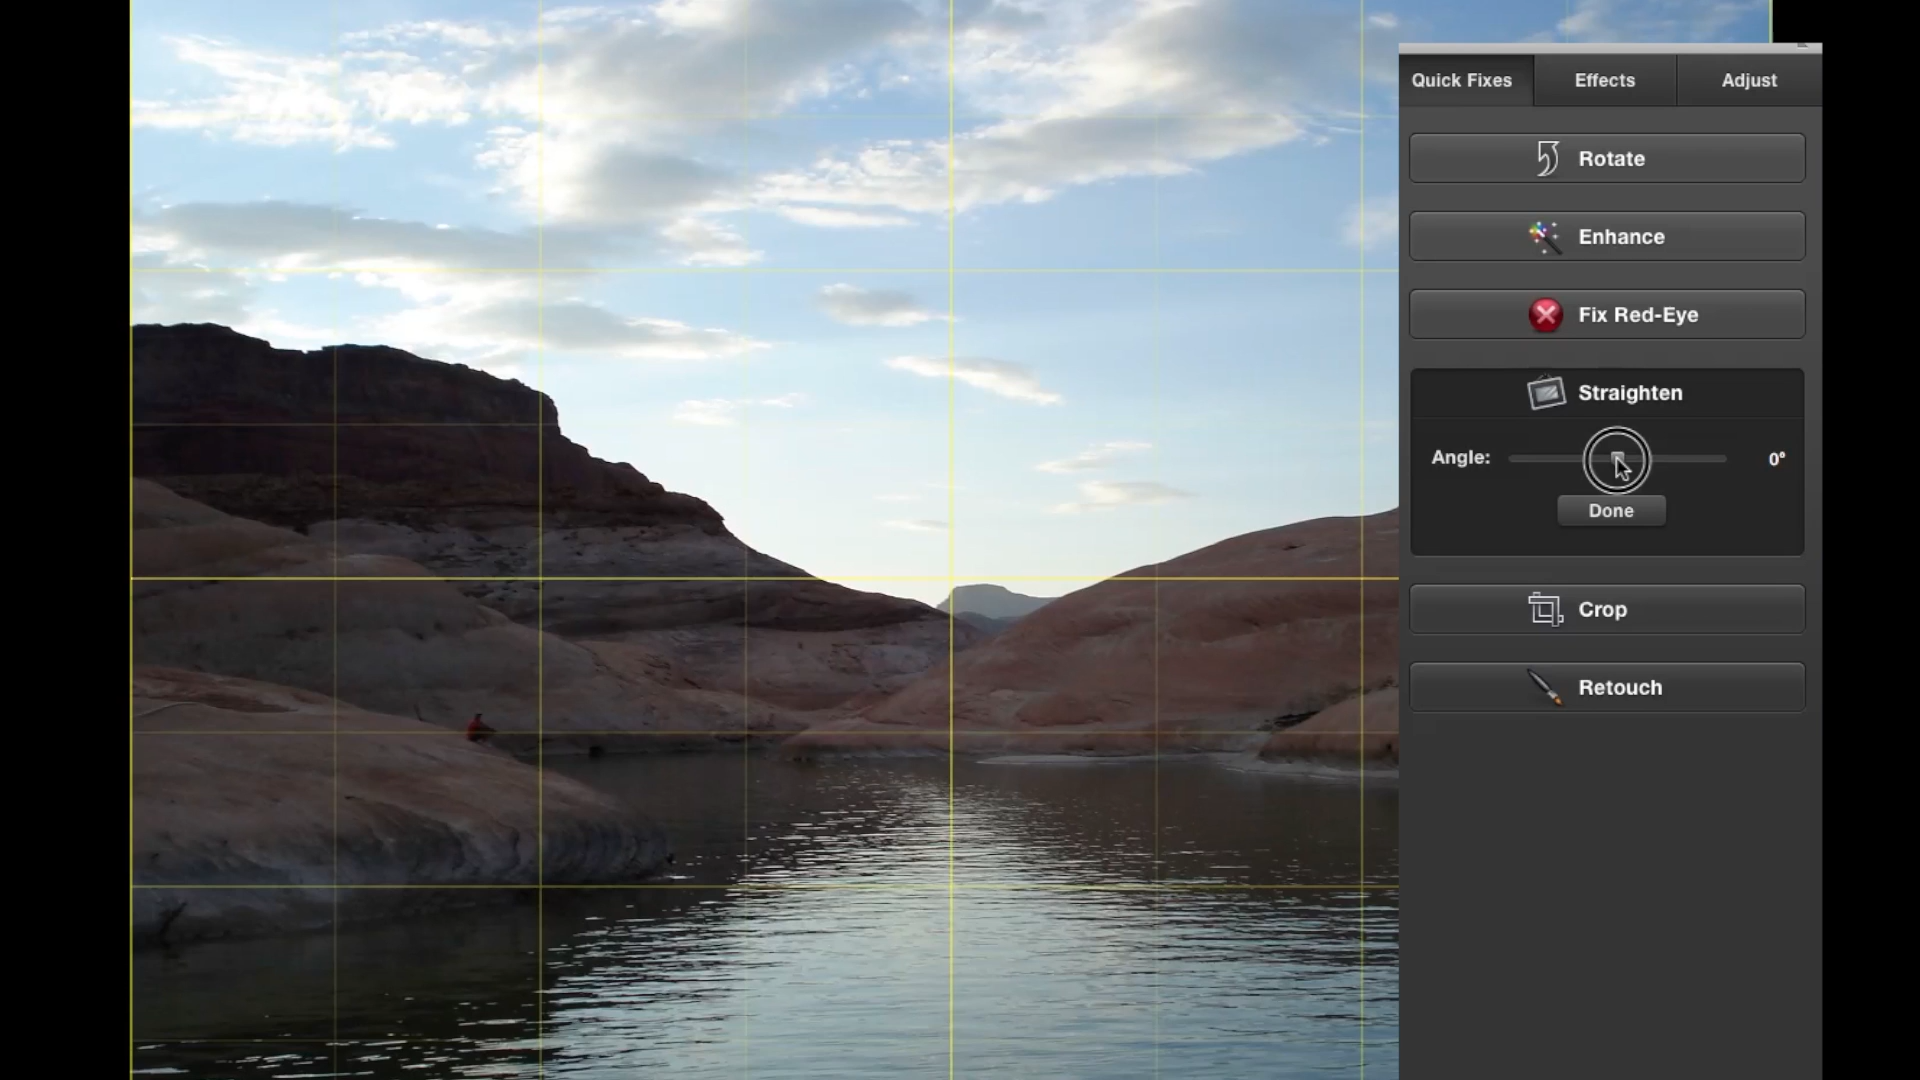 Quick Fixes Effects Adjust
Rotate
Enhance
Fix Red-Eye
Straighten
Angle: 0°
Done
Crop
Retouch